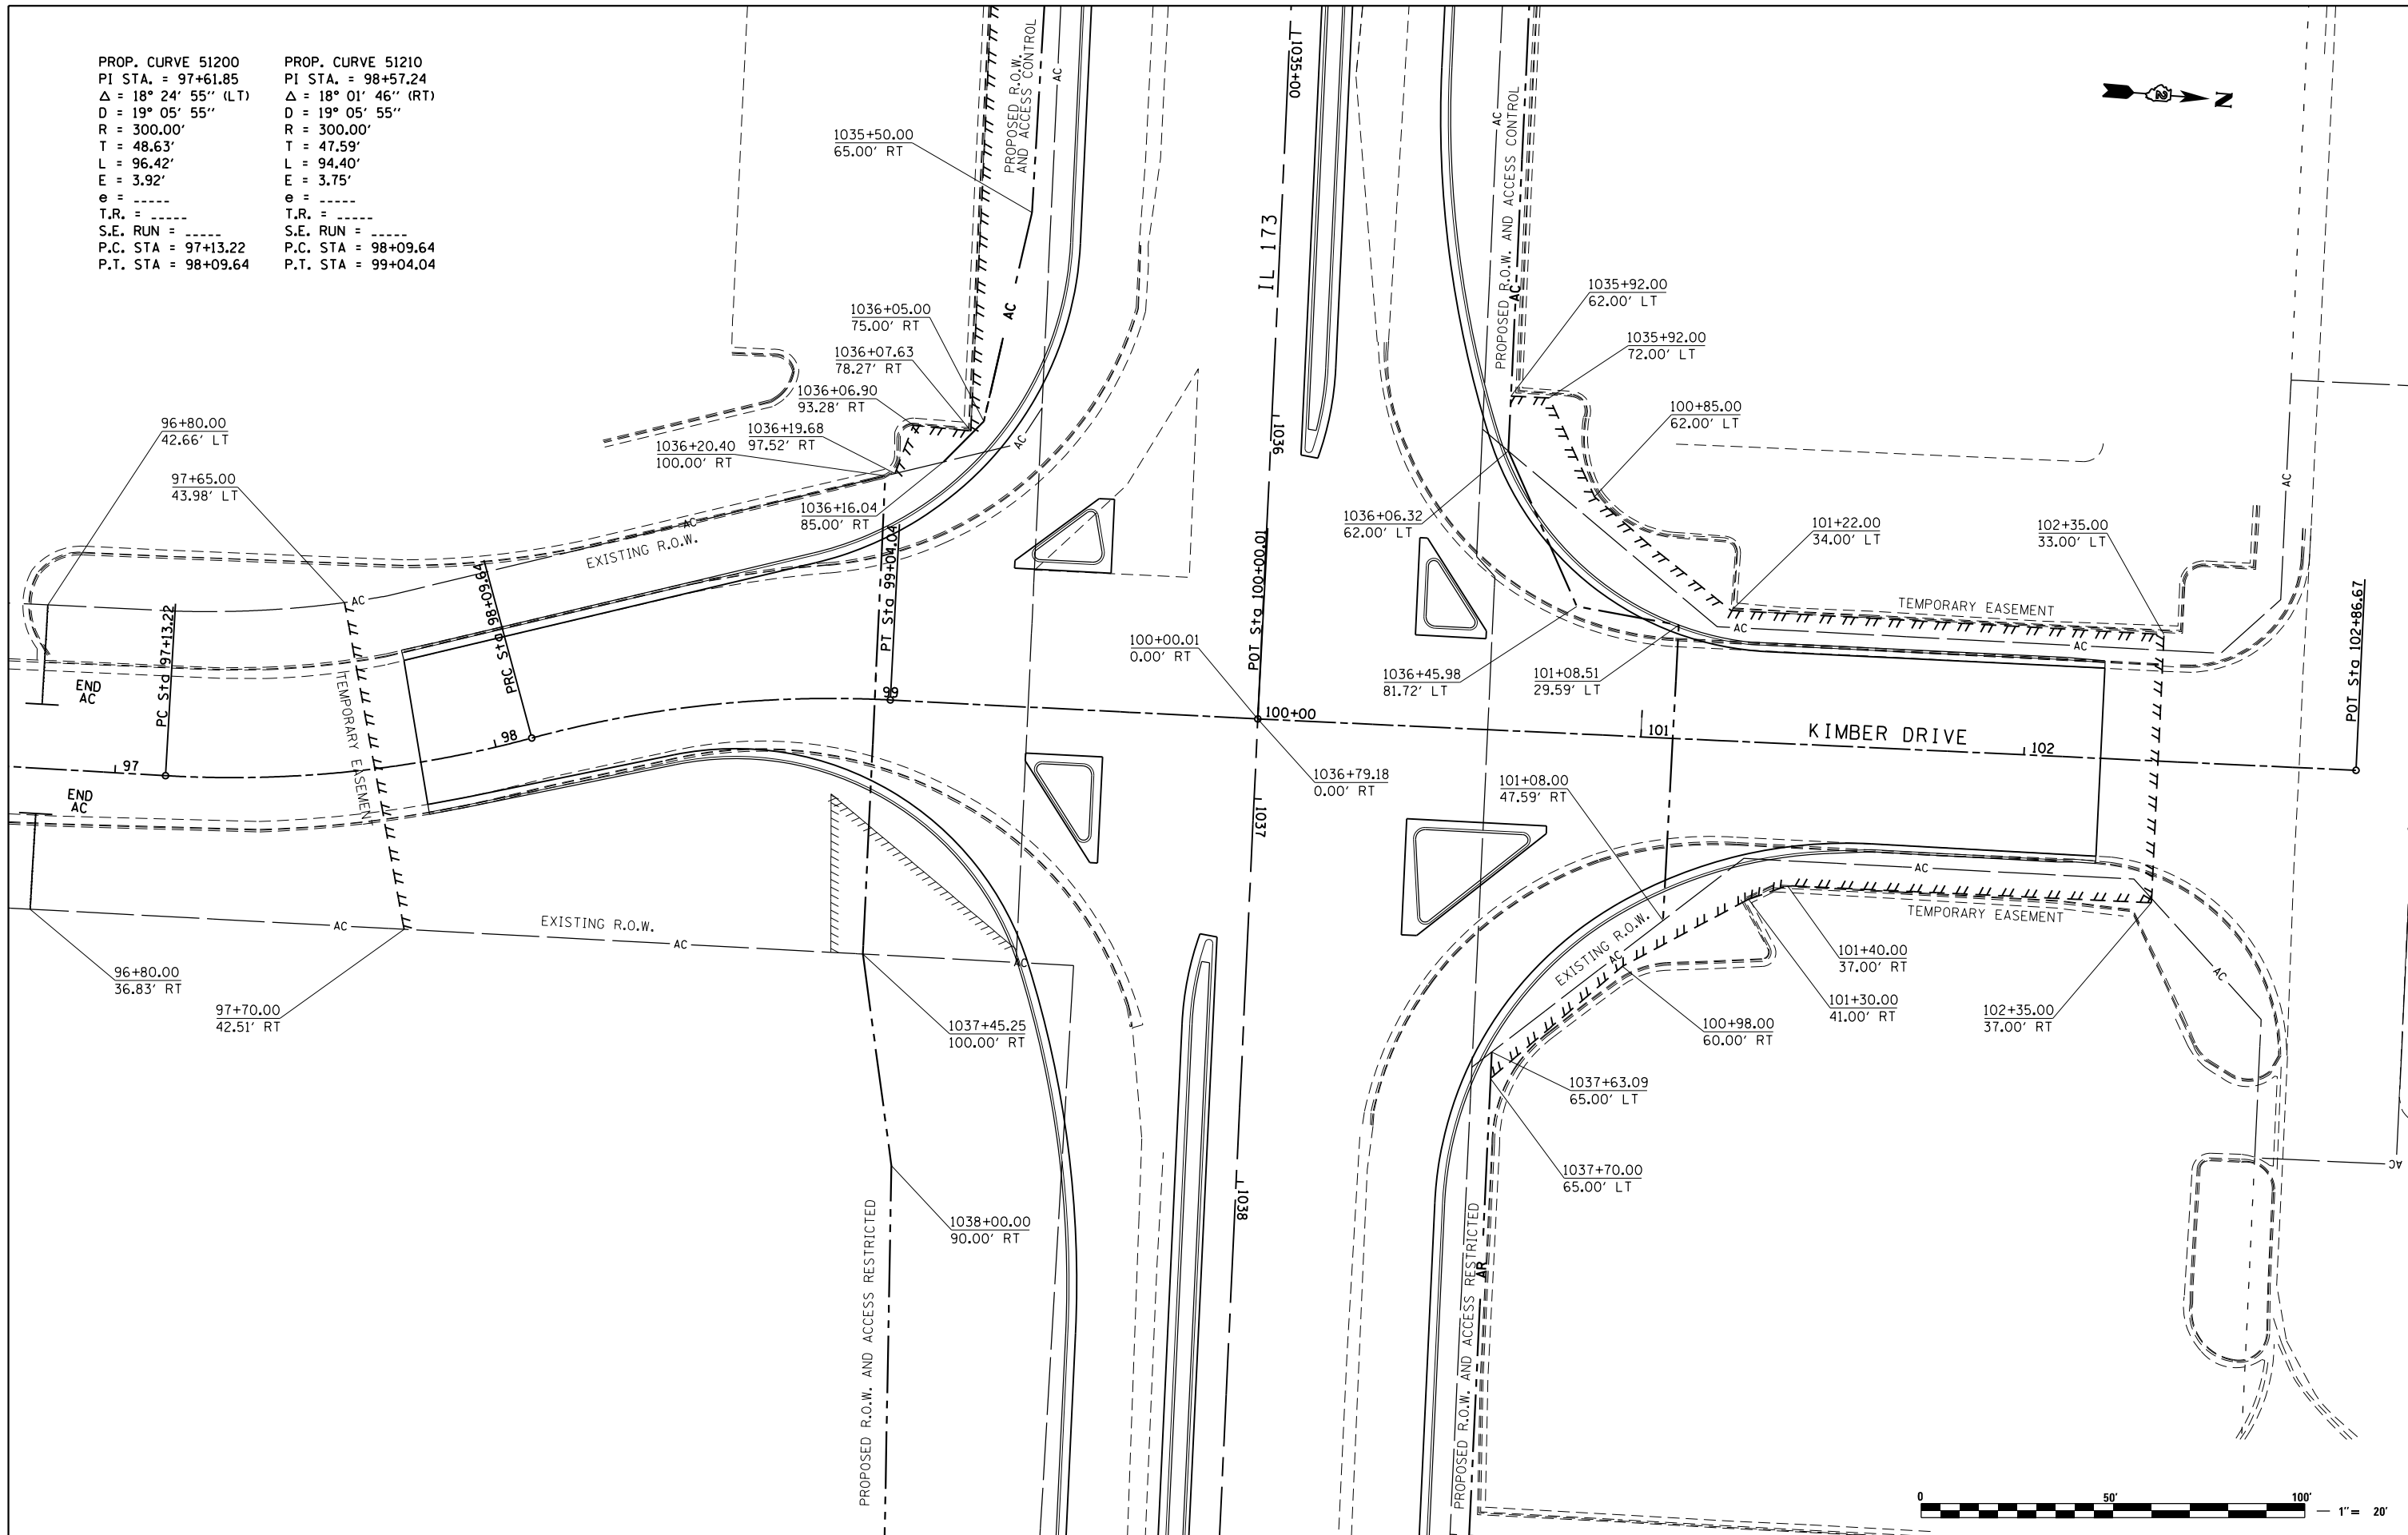 PROP. CURVE 51200
PI STA. = 97+61.85
Δ = 18° 24' 55'' (LT)
D = 19° 05' 55''
R = 300.00'
T = 48.63'
L = 96.42'
E = 3.92'
e = _____
T.R. = _____
S.E. RUN = _____
P.C. STA = 97+13.22
P.T. STA = 98+09.64
PROP. CURVE 51210
PI STA. = 98+57.24
Δ = 18° 01' 46'' (RT)
D = 19° 05' 55''
R = 300.00'
T = 47.59'
L = 94.40'
E = 3.75'
e = _____
T.R. = _____
S.E. RUN = _____
P.C. STA = 98+09.64
P.T. STA = 99+04.04
PROPOSED R.O.W.
AND ACCESS CONTROL
AC
1035+00
AC
PROPOSED R.O.W. AND ACCESS CONTROL
AC
N
1035+50.00
65.00' RT
IL 173
1036+05.00
75.00' RT
1036+07.63
78.27' RT
1036+06.90
93.28' RT
1036+19.68
97.52' RT
1036+20.40
100.00' RT
1036+16.04
85.00' RT
AC
AC
1036
1035+92.00
62.00' LT
1035+92.00
72.00' LT
100+85.00
62.00' LT
1036+06.32
62.00' LT
101+22.00
34.00' LT
102+35.00
33.00' LT
AC
96+80.00
42.66' LT
97+65.00
43.98' LT
AC
EXISTING R.O.W.
AC
PC Sta 97+13.22
PRC Sta 98+09.64
PT Sta 99+04.04
POT Sta 100+00.01
POT Sta 102+86.67
TEMPORARY EASEMENT
AC
AC
100+00.01
0.00' RT
1036+45.98
81.72' LT
101+08.51
29.59' LT
END
AC
TEMPORARY EASEMENT
97
98
99
100+00
101
KIMBER DRIVE
102
END
AC
1036+79.18
0.00' RT
1037
101+08.00
47.59' RT
AC
TEMPORARY EASEMENT
EXISTING R.O.W.
AC
AC
EXISTING R.O.W.
AC
AC
AC
96+80.00
36.83' RT
97+70.00
42.51' RT
101+40.00
37.00' RT
101+30.00
41.00' RT
102+35.00
37.00' RT
100+98.00
60.00' RT
1037+45.25
100.00' RT
1037+63.09
65.00' LT
1037+70.00
65.00' LT
AC
1038
1038+00.00
90.00' RT
PROPOSED R.O.W. AND ACCESS RESTRICTED
PROPOSED R.O.W. AND ACCESS RESTRICTED
AR
0 50' 100'
1''= 20'